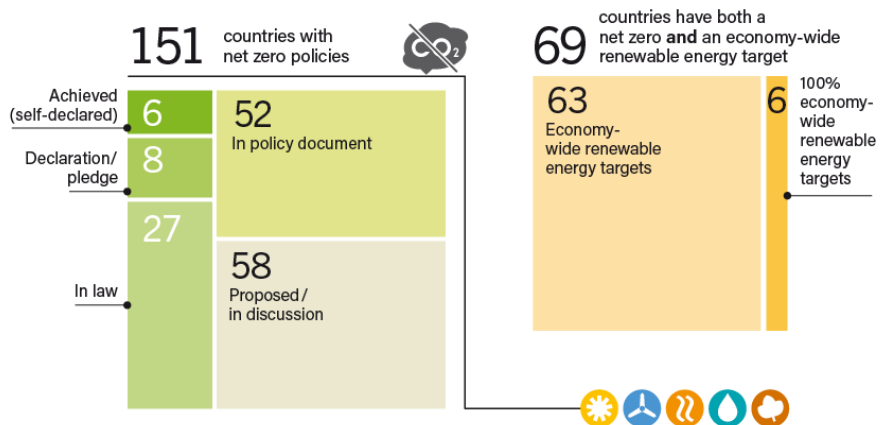 151
countries with
net zero policies
CO2
Achieved
(self-declared)
6
Declaration/
pledge
8
In law
27
52
In policy document
58
Proposed/
in discussion
69
countries have both a
net zero and an economy-wide
renewable energy target
63
Economy-
wide renewable
energy targets
6
100%
economy-
wide
renewable
energy
targets